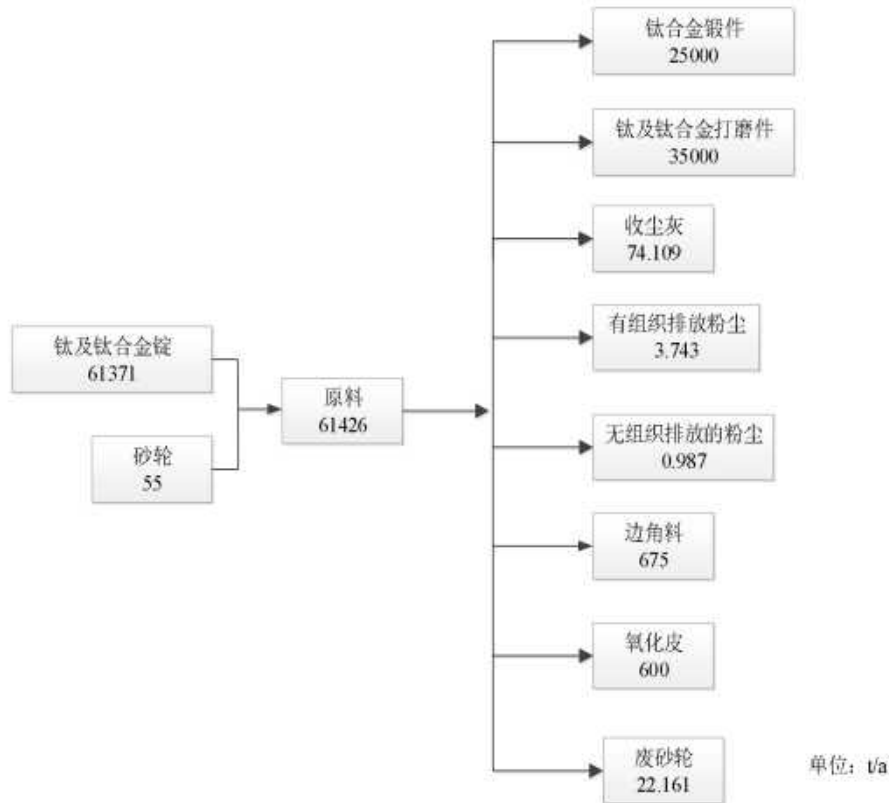 钛合金锻件
25000
钛及钛合金打磨件
35000
收尘灰
74.109
有组织排放粉尘
3.743
钛及钛合金锭
61371
原料
61426
砂轮
55
无组织排放的粉尘
0.987
边角料
675
氧化皮
600
废砂轮
22.161
单位：t/a